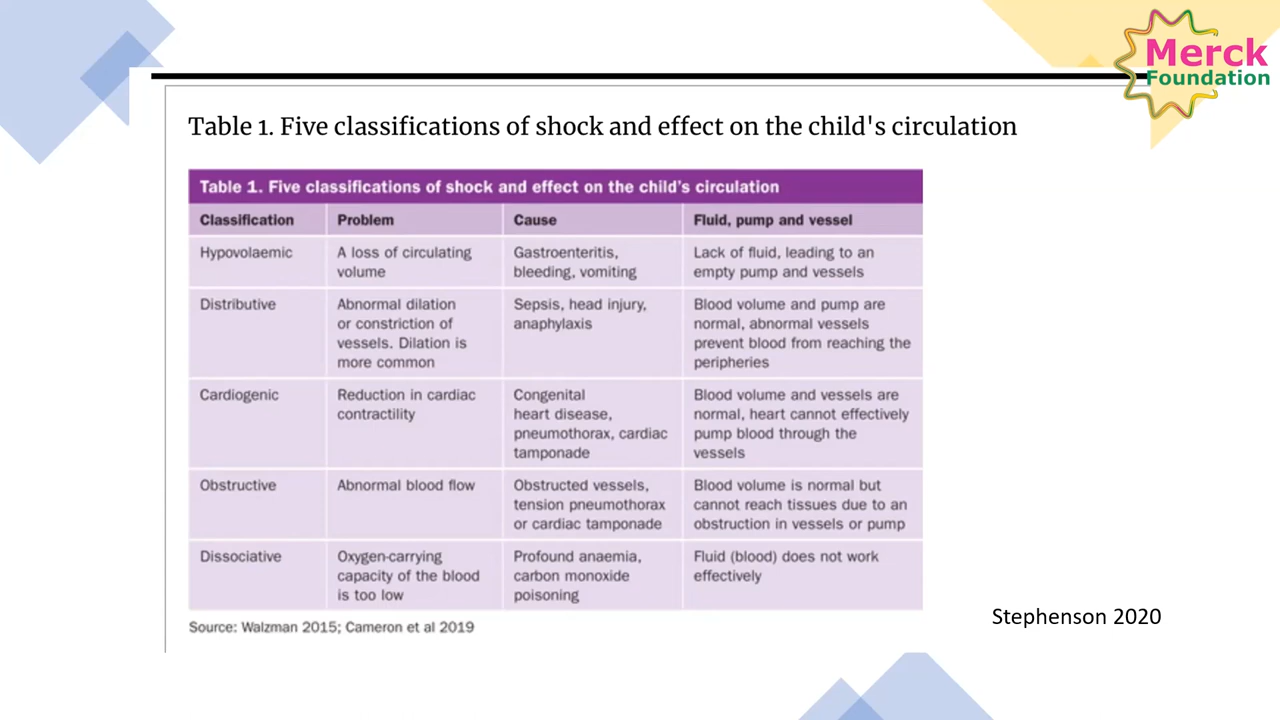 Merck
Foundation
Table 1. Five classifications of shock and effect on the child's circulation
Table 1. Five classifications of shock and effect on the child's circulation
Classification Problem Cause Fluid, pump and vessel
Hypovolaemic A loss of circulating Gastroenteritis, Lack of fluid, leading to an
volume bleeding, vomiting empty pump and vessels
Distributive Abnormal dilation Sepsis, head injury, Blood volume and pump are
or constriction of anaphylaxis normal, abnormal vessels
vessels. Dilation is prevent blood from reaching the
more common peripheries
Cardiogenic Reduction in cardiac Congenital Blood volume and vessels are
contractility heart disease, normal, heart cannot effectively
pneumothorax, cardiac pump blood through the
tamponade vessels
Obstructive Abnormal blood flow Obstructed vessels, Blood volume is normal but
tension pneumothorax cannot reach tissues due to an
or cardiac tamponade obstruction in vessels or pump
Dissociative Oxygen-carrying Profound anaemia, Fluid (blood) does not work
capacity of the blood carbon monoxide effectively
is too low poisoning
Source: Walzman 2015; Cameron et al 2019
Stephenson 2020